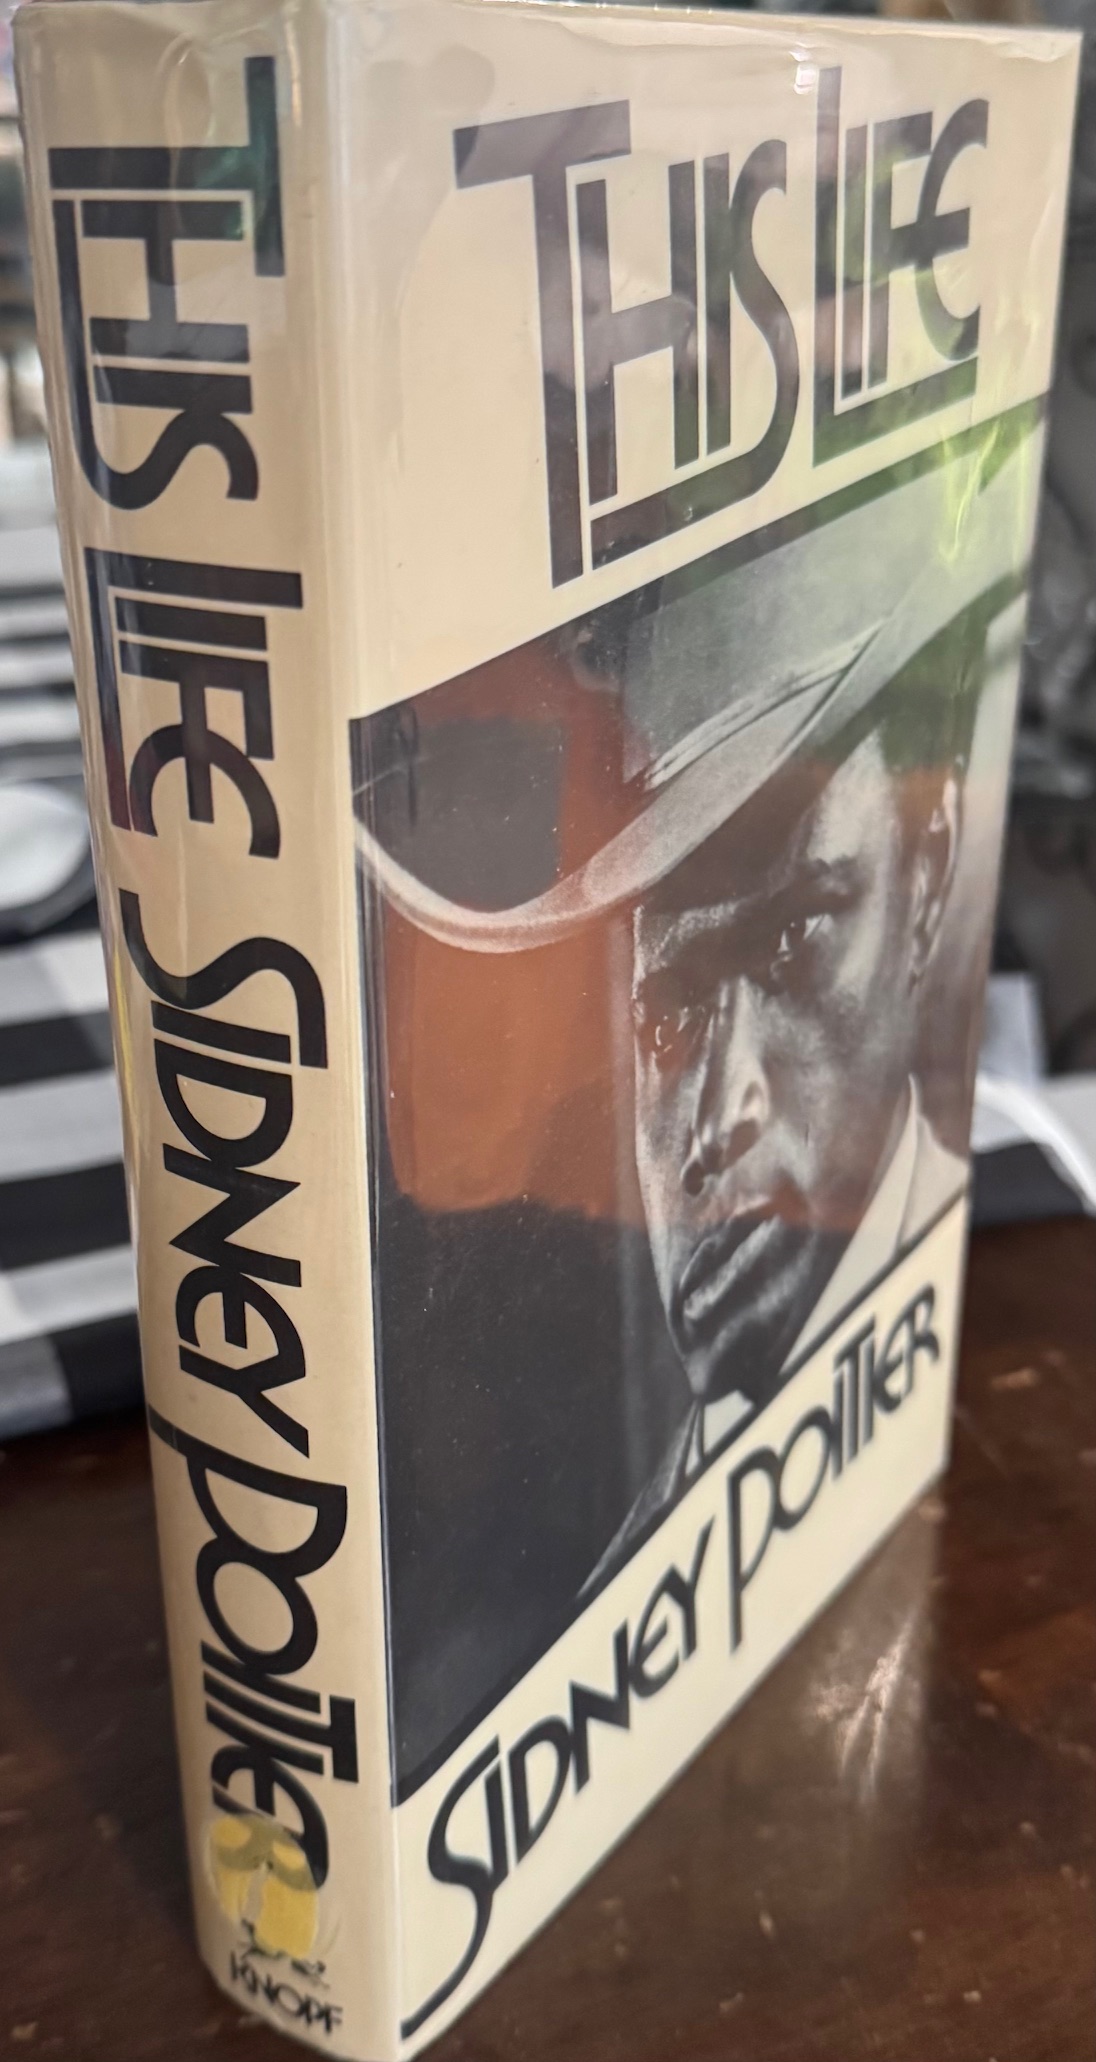 THIS LIFE SIDNEY POITIER
KNOPF
THIS LIFE
SIDNEY POITIER